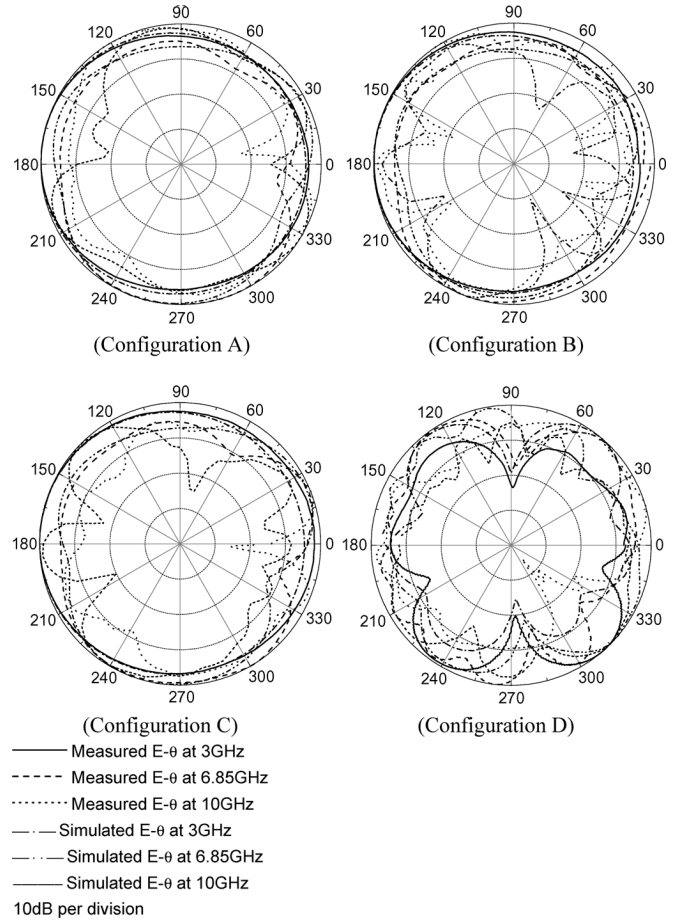 90
120 60
150 30
180 0
210 330
240 300
270
(Configuration A)
90
120 60
150 30
180 0
210 330
240 300
270
(Configuration B)
90
120 60
150 30
180 0
210 330
240 300
270
(Configuration C)
90
120 60
150 30
180 0
210 330
240 300
270
(Configuration D)
Measured E-θ at 3GHz
Measured E-θ at 6.85GHz
Measured E-θ at 10GHz
Simulated E-θ at 3GHz
Simulated E-θ at 6.85GHz
Simulated E-θ at 10GHz
10dB per division